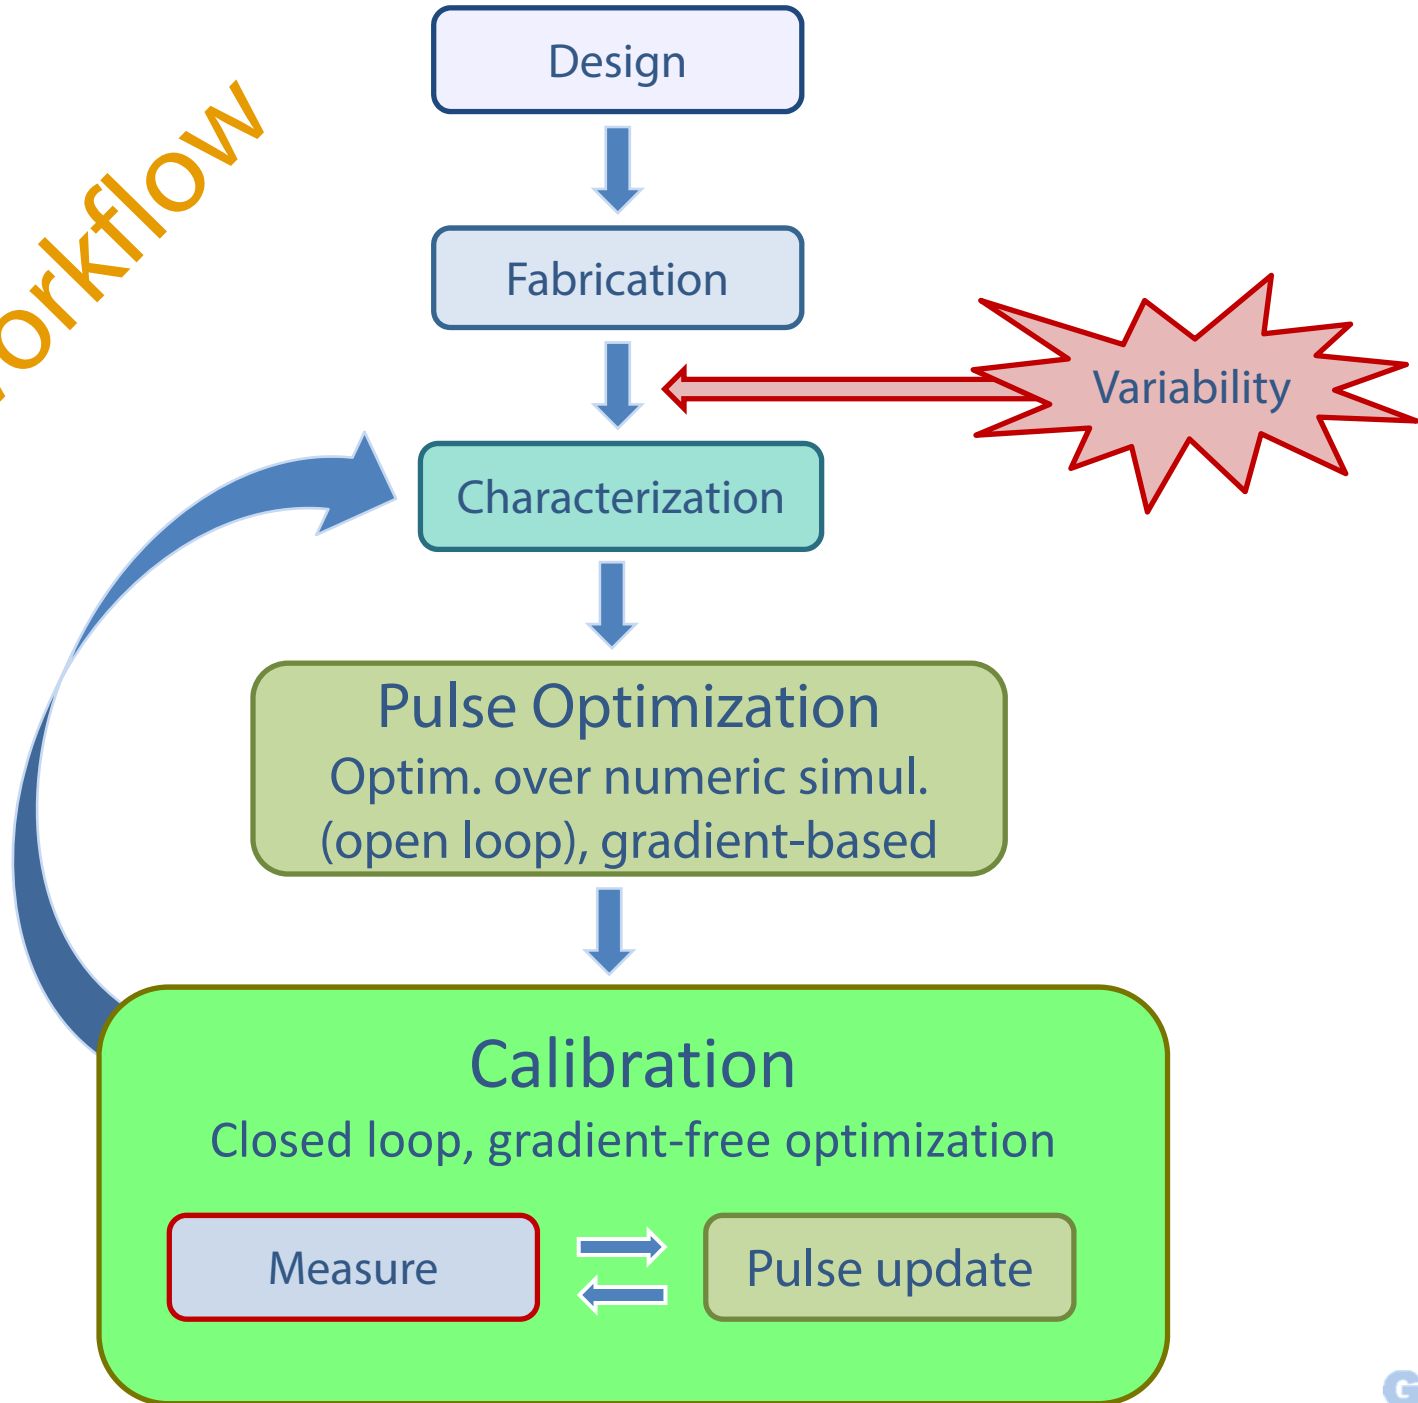 Design
orkflow
Fabrication
Variability
Characterization
Pulse Optimization
Optim. over numeric simul.
(open loop), gradient-based
Calibration
Closed loop, gradient-free optimization
Measure
Pulse update
G